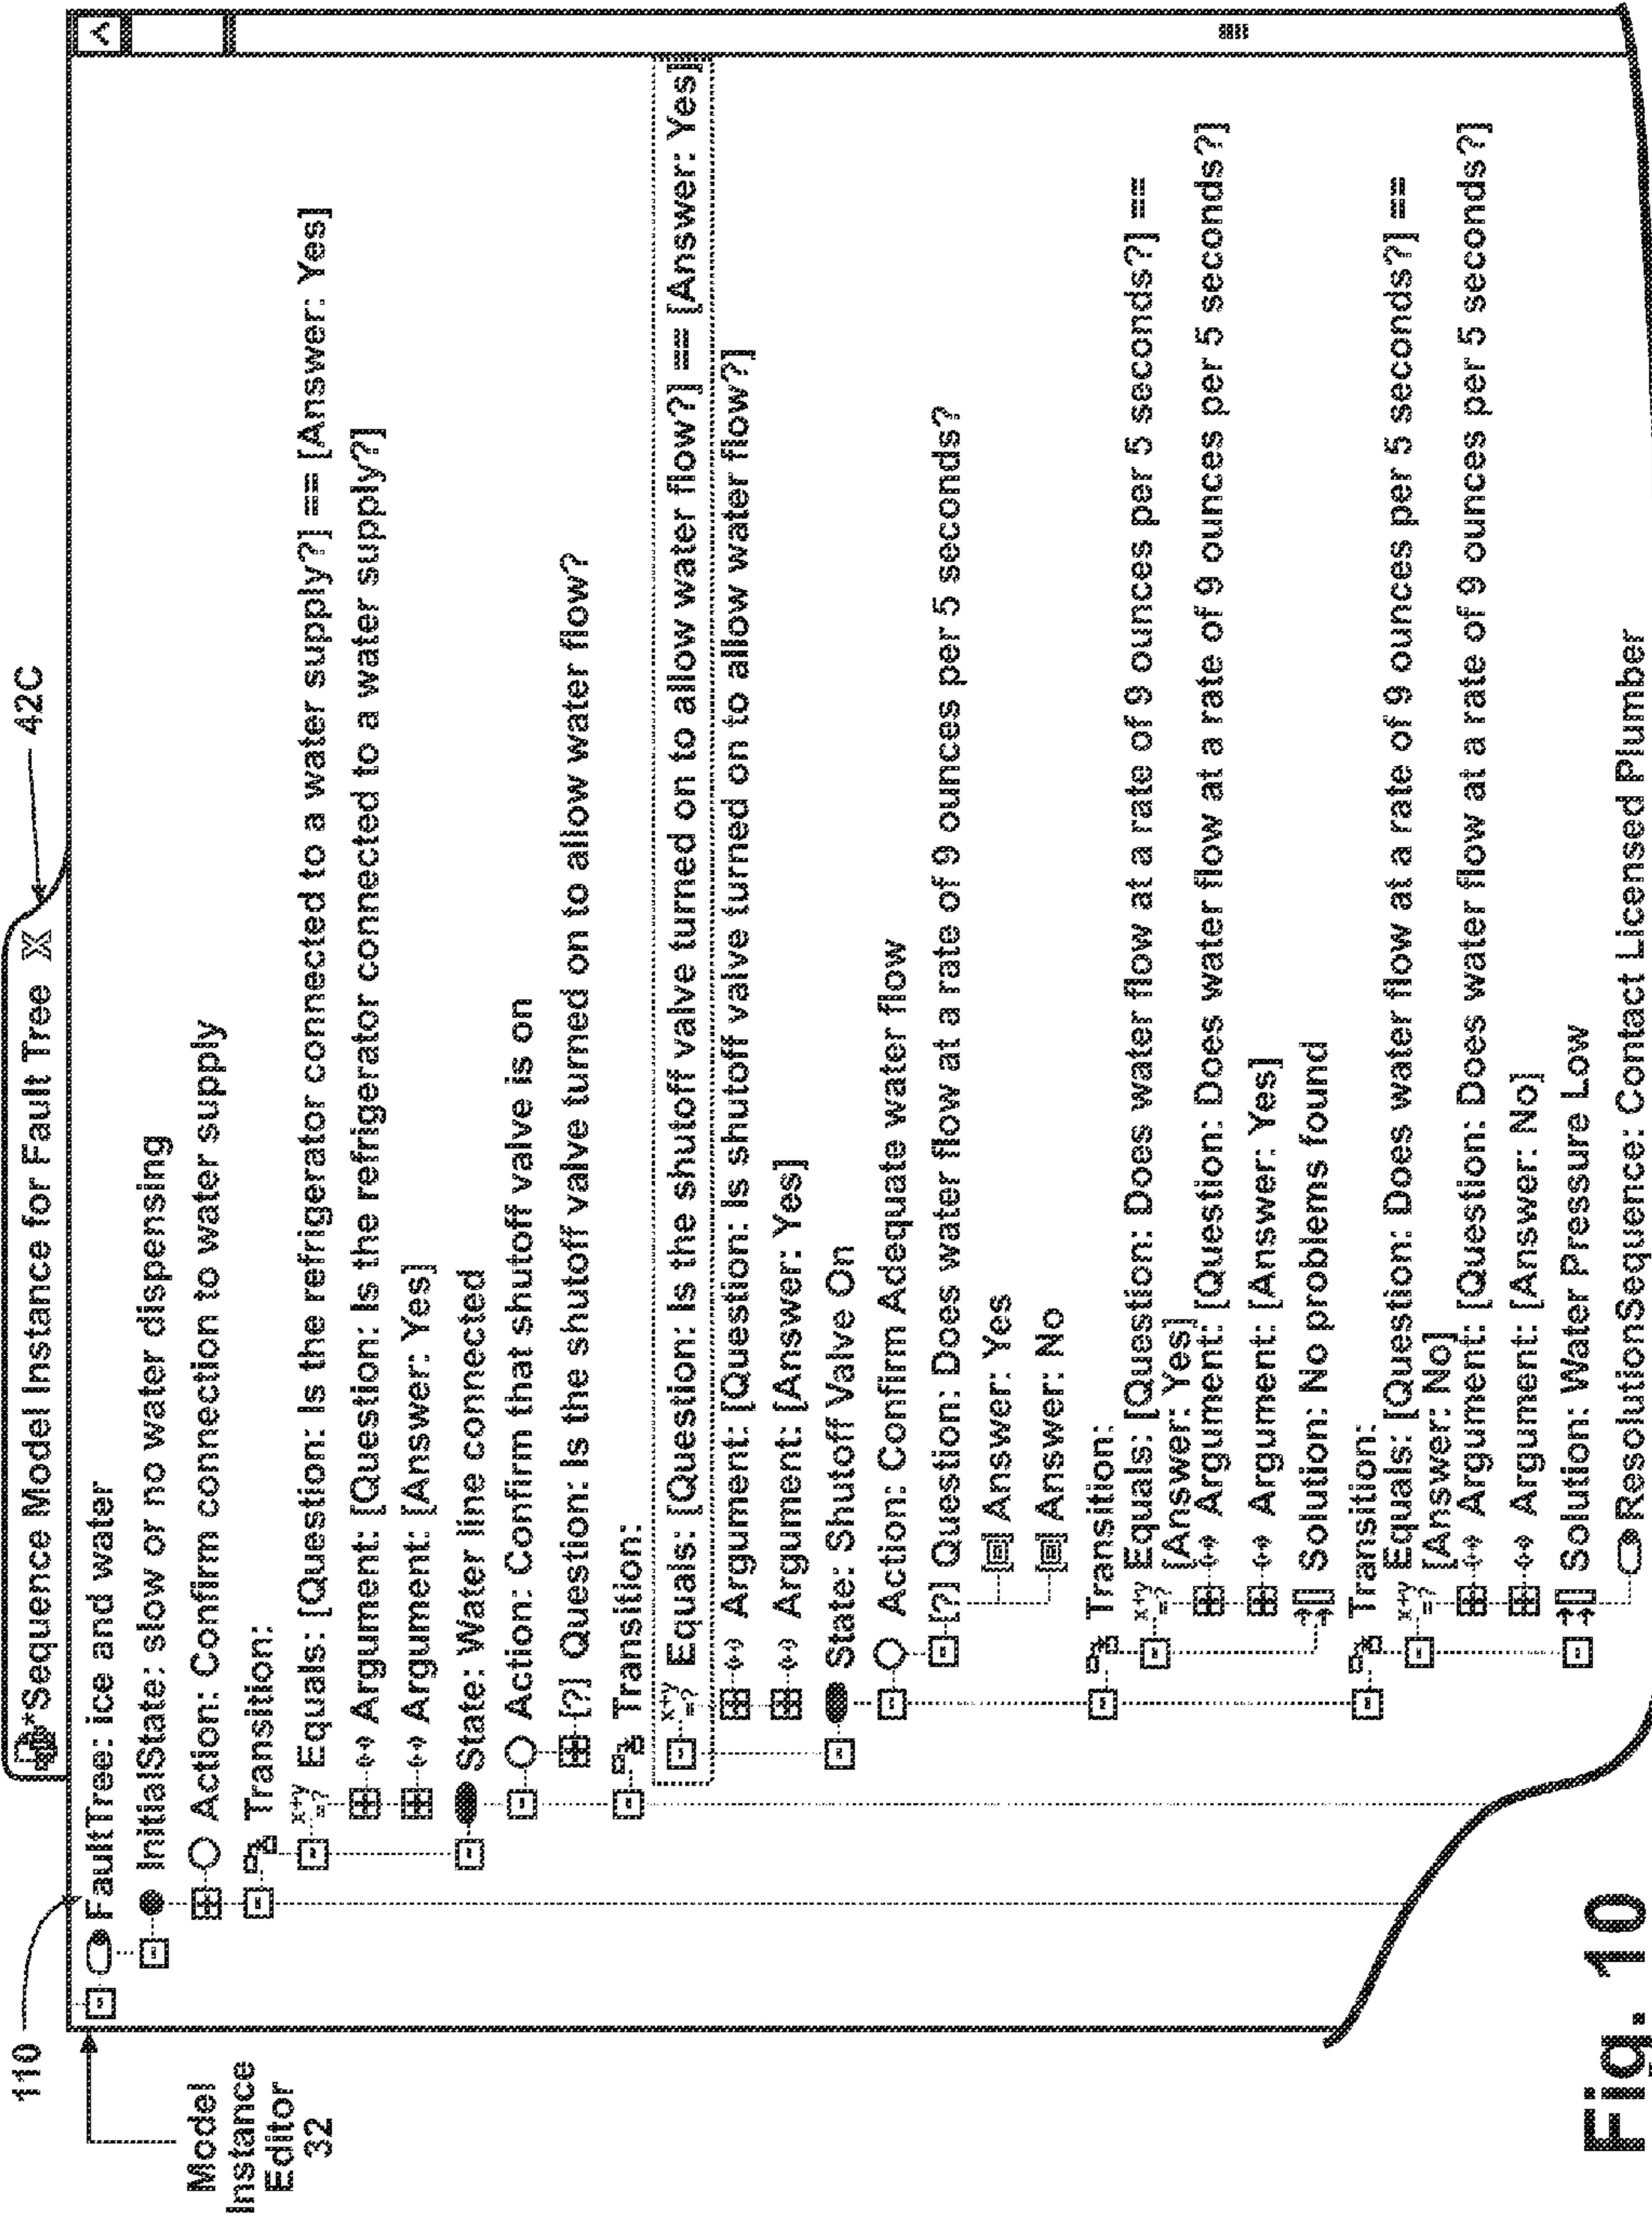 110
*Sequence Model Instance for Fault Tree X
42C
Model
Instance
Editor
32
FaultTree: ice and water
InitialState: slow or no water dispensing
Action: Confirm connection to water supply
Transition:
x+y
=?
Equals: [Question: Is the refrigerator connected to a water supply?] == [Answer: Yes]
Argument: [Question: Is the refrigerator connected to a water supply?]
Argument: [Answer: Yes]
State: Water line connected
Action: Confirm that shutoff valve is on
[?] Question: Is the shutoff valve turned on to allow water flow?
Transition:
x+y
=?
Equals: [Question: Is the shutoff valve turned on to allow water flow?] == [Answer: Yes]
Argument: [Question: Is shutoff valve turned on to allow water flow?]
Argument: [Answer: Yes]
State: Shutoff Valve On
Action: Confirm Adequate water flow
[?] Question: Does water flow at a rate of 9 ounces per 5 seconds?
Answer: Yes
Answer: No
Transition:
x+y
=?
Equals: [Question: Does water flow at a rate of 9 ounces per 5 seconds?] ==
[Answer: Yes]
Argument: [Question: Does water flow at a rate of 9 ounces per 5 seconds?]
Argument: [Answer: Yes]
Solution: No problems found
Transition:
x+y
=?
Equals: [Question: Does water flow at a rate of 9 ounces per 5 seconds?] ==
[Answer: No]
Argument: [Question: Does water flow at a rate of 9 ounces per 5 seconds?]
Argument: [Answer: No]
Solution: Water Pressure Low
ResolutionSequence: Contact Licensed Plumber
Fig. 10